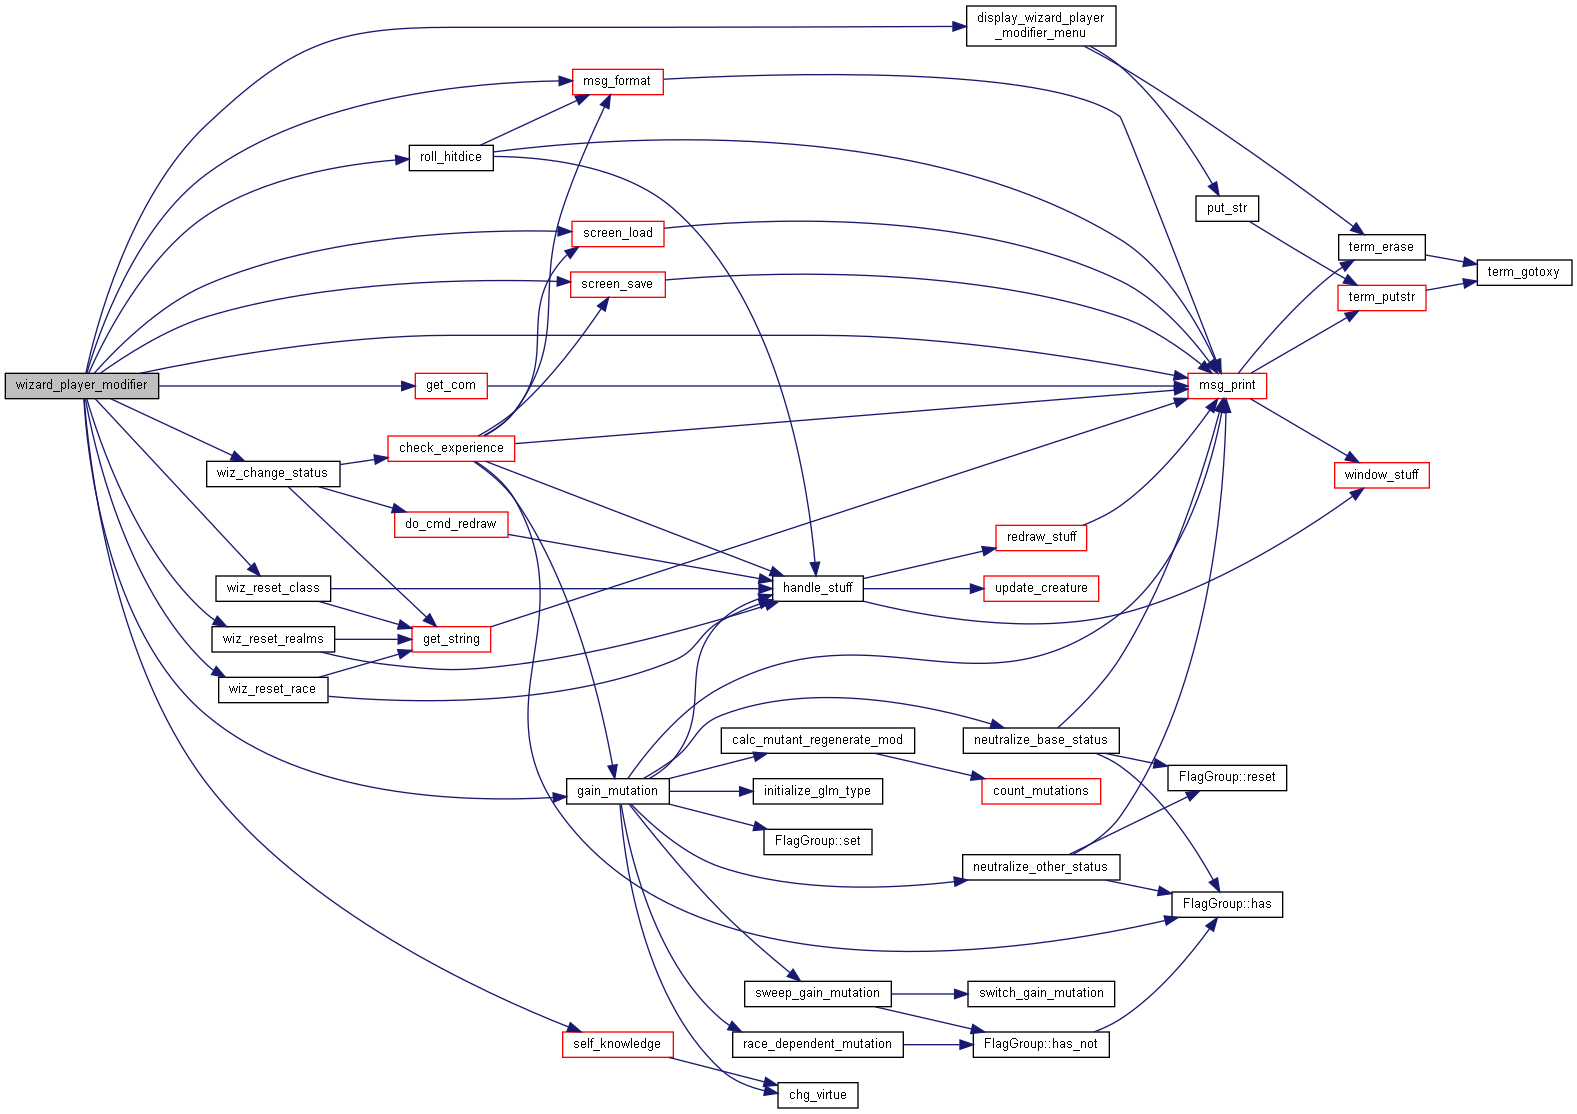 display_wizard_player
_modifier_menu
msg_format
roll_hitdice
put_str
screen_load
term_erase
term_gotoxy
screen_save
term_putstr
wizard_player_modifier
get_com
msg_print
check_experience
wiz_change_status
window_stuff
do_cmd_redraw
redraw_stuff
wiz_reset_class
handle_stuff
update_creature
wiz_reset_realms
get_string
wiz_reset_race
calc_mutant_regenerate_mod
neutralize_base_status
FlagGroup::reset
gain_mutation
initialize_glm_type
count_mutations
FlagGroup::set
neutralize_other_status
FlagGroup::has
sweep_gain_mutation
switch_gain_mutation
self_knowledge
race_dependent_mutation
FlagGroup::has_not
chg_virtue